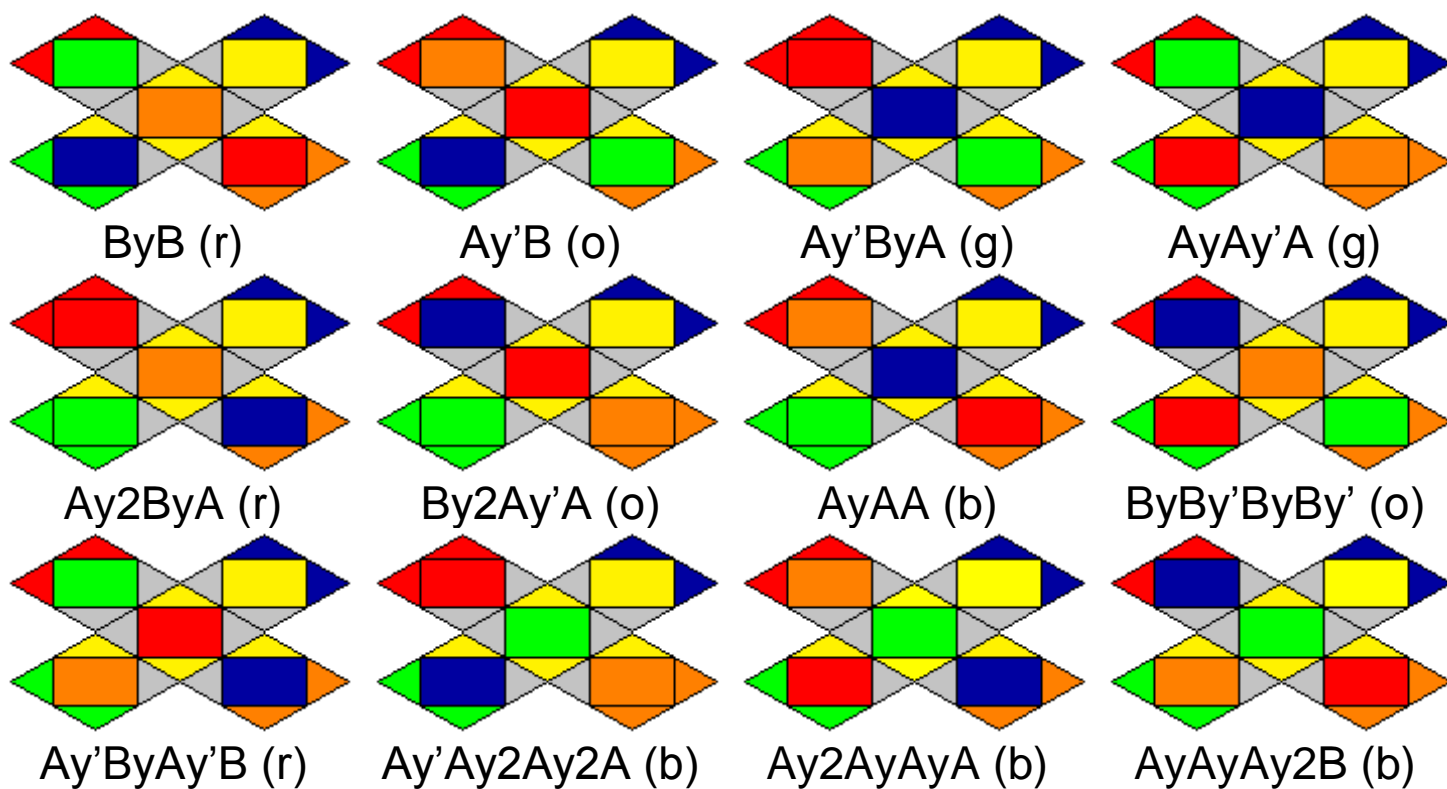 ByB (r) Ay’B (o) Ay’ByA (g) AyAy’A (g)
Ay2ByA (r) By2Ay’A (o) AyAA (b) ByBy’ByBy’ (o)
Ay’ByAy’B (r) Ay’Ay2Ay2A (b) Ay2AyAyA (b) AyAyAy2B (b)